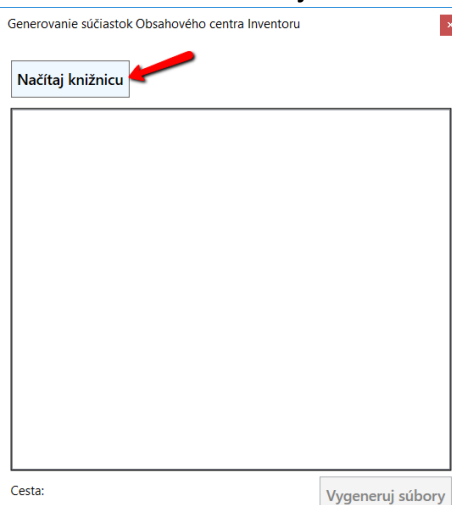 Generovanie súčiastok Obsahového centra Inventoru
Načítaj knižnicu
Cesta:
Vygeneruj súbory